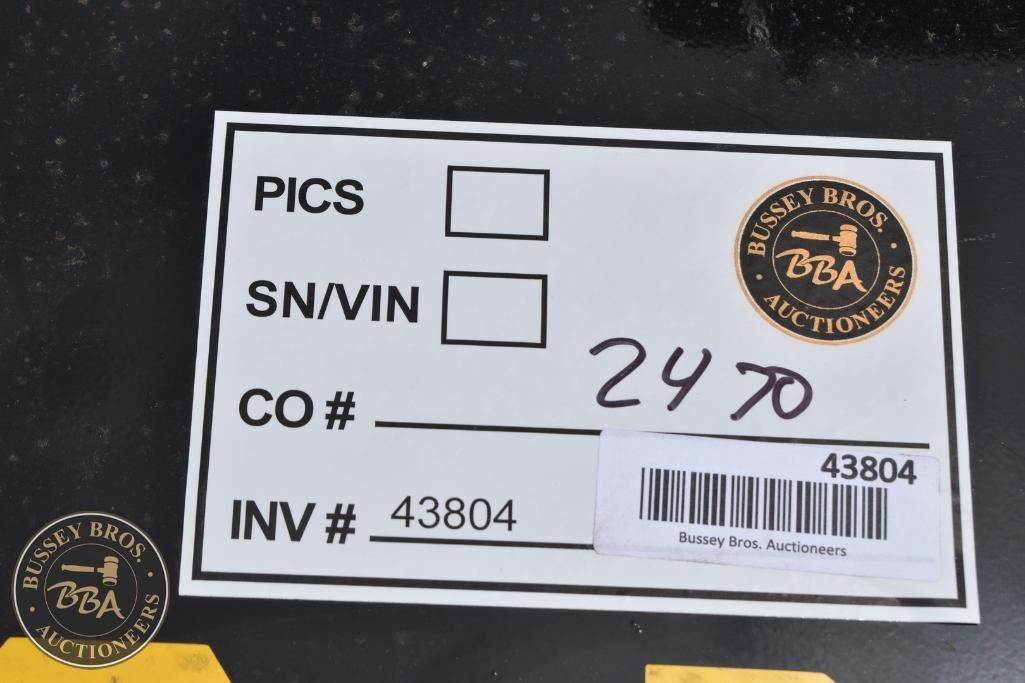 PICS
BUSSEY BROS.
BBA
AUCTIONEERS
SN/VIN
CO # 2470
43804
INV # 43804
Bussey Bros. Auctioneers
BUSSEY BROS.
BBA
AUCTIONEERS